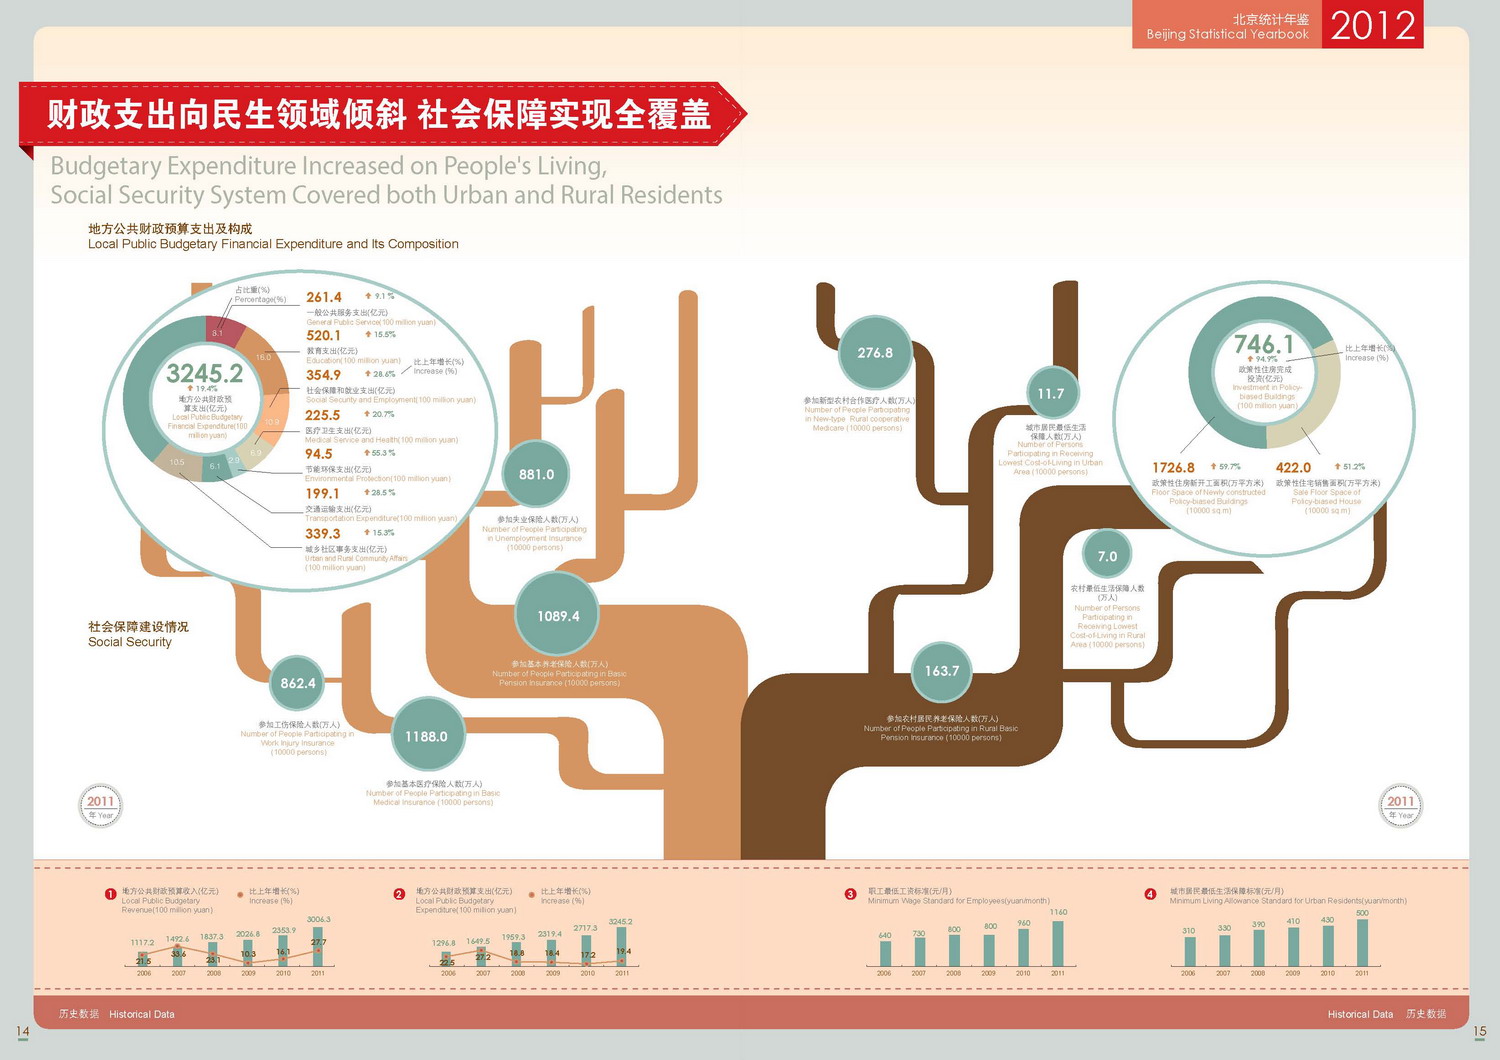 北京统计年鉴
Beijing Statistical Yearbook
2012
财政支出向民生领域倾斜 社会保障实现全覆盖
Budgetary Expenditure Increased on People's Living,
Social Security System Covered both Urban and Rural Residents
地方公共财政预算支出及构成
Local Public Budgetary Financial Expenditure and Its Composition
占比重(%)
Percentage(%)
8.1
16.0
10.9
6.9
2.9
6.1
10.5
3245.2
19.4%
地方公共财政预
算支出(亿元)
Local Public Budgetary
Financial Expenditure(100
million yuan)
261.4 9.1%
一般公共服务支出(亿元)
General Public Service(100 million yuan)
520.1 15.5%
教育支出(亿元)
Education(100 million yuan)
354.9 28.6%
比上年增长(%)
Increase (%)
社会保障和就业支出(亿元)
Social Security and Employment(100 million yuan)
225.5 20.7%
医疗卫生支出(亿元)
Medical Service and Health(100 million yuan)
94.5 55.3%
节能环保支出(亿元)
Environmental Protection(100 million yuan)
199.1 28.5%
交通运输支出(亿元)
Transportation Expenditure(100 million yuan)
339.3 15.3%
城乡社区事务支出(亿元)
Urban and Rural Community Affairs
(100 million yuan)
社会保障建设情况
Social Security
881.0
参加失业保险人数(万人)
Number of People Participating
in Unemployment Insurance
(10000 persons)
1089.4
参加基本养老保险人数(万人)
Number of People Participating in Basic
Pension Insurance (10000 persons)
862.4
参加工伤保险人数(万人)
Number of People Participating in
Work Injury Insurance
(10000 persons)
1188.0
参加基本医疗保险人数(万人)
Number of People Participating in Basic
Medical Insurance (10000 persons)
2011
年 Year
276.8
参加新型农村合作医疗人数(万人)
Number of People Participating
in New-type Rural cooperative
Medicare (10000 persons)
11.7
城市居民最低生活
保障人数(万人)
Number of Persons
Participating in Receiving
Lowest Cost-of-Living in Urban
Area (10000 persons)
7.0
农村最低生活保障人数
(万人)
Number of Persons
Participating in
Receiving Lowest
Cost-of-Living in Rural
Area (10000 persons)
163.7
参加农村居民养老保险人数(万人)
Number of People Participating in Rural Basic
Pension Insurance (10000 persons)
746.1
94.9%
政策性住房完成
投资(亿元)
Investment in Policy-
biased Buildings
(100 million yuan)
比上年增长(%)
Increase (%)
1726.8 59.7%
政策性住房新开工面积(万平方米)
Floor Space of Newly constructed
Policy-biased Buildings
(10000 sq.m)
422.0 51.2%
政策性住宅销售面积(万平方米)
Sale Floor Space of
Policy-biased House
(10000 sq.m)
2011
年 Year
1 地方公共财政预算收入(亿元) 比上年增长(%)
Local Public Budgetary Increase (%)
Revenue(100 million yuan)
1117.2 1492.6 1837.3 2026.8 2353.9 3006.3
21.5 33.6 23.1 10.3 16.1 27.7
2006 2007 2008 2009 2010 2011
2 地方公共财政预算支出(亿元) 比上年增长(%)
Local Public Budgetary Increase (%)
Expenditure(100 million yuan)
1296.8 1649.5 1959.3 2319.4 2717.3 3245.2
22.5 27.2 18.8 18.4 17.2 19.4
2006 2007 2008 2009 2010 2011
3 职工最低工资标准(元/月)
Minimum Wage Standard for Employees(yuan/month)
640 730 800 800 960 1160
2006 2007 2008 2009 2010 2011
4 城市居民最低生活保障标准(元/月)
Minimum Living Allowance Standard for Urban Residents(yuan/month)
310 330 390 410 430 500
2006 2007 2008 2009 2010 2011
历史数据 Historical Data
Historical Data 历史数据
14
15